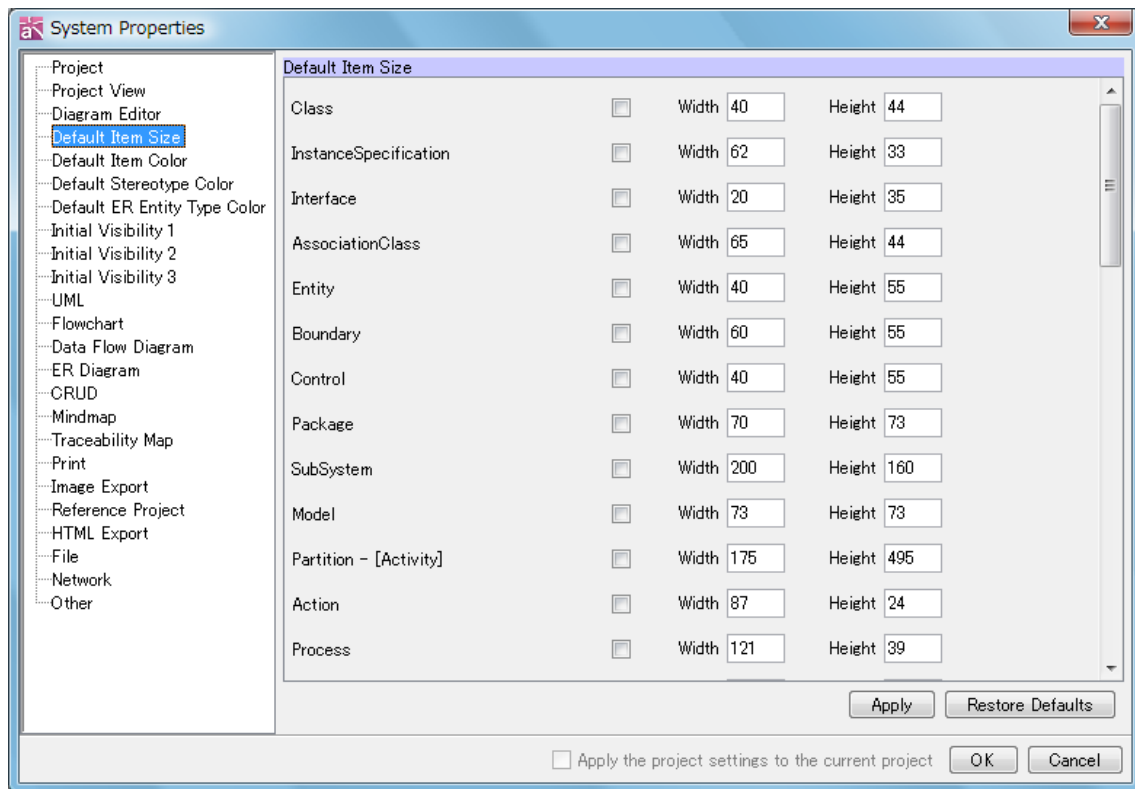 System Properties
Project
Project View
Diagram Editor
Default Item Size
Default Item Color
Default Stereotype Color
Default ER Entity Type Color
Initial Visibility 1
Initial Visibility 2
Initial Visibility 3
UML
Flowchart
Data Flow Diagram
ER Diagram
CRUD
Mindmap
Traceability Map
Print
Image Export
Reference Project
HTML Export
File
Network
Other
Default Item Size
Class Width 40 Height 44
InstanceSpecification Width 62 Height 33
Interface Width 20 Height 35
AssociationClass Width 65 Height 44
Entity Width 40 Height 55
Boundary Width 60 Height 55
Control Width 40 Height 55
Package Width 70 Height 73
SubSystem Width 200 Height 160
Model Width 73 Height 73
Partition - [Activity] Width 175 Height 495
Action Width 87 Height 24
Process Width 121 Height 39
Apply Restore Defaults
Apply the project settings to the current project OK Cancel